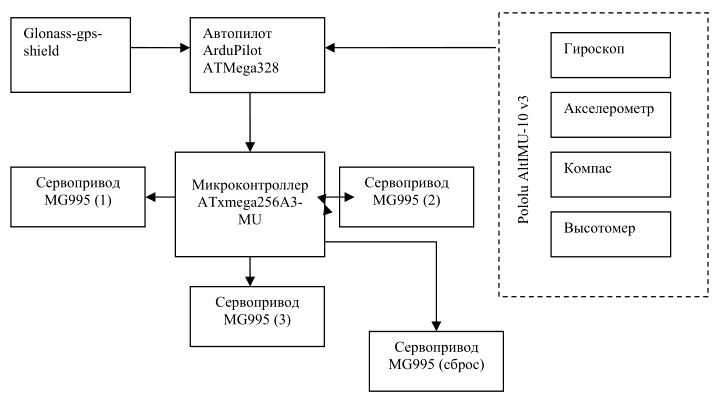 Glonass-gps-
shield
Автопилот
ArduPilot
ATMega328
Гироскоп
Акселерометр
Компас
Высотомер
Pololu AltIMU-10 v3
Сервопривод
MG995 (1)
Микроконтроллер
ATxmega256A3-
MU
Сервопривод
MG995 (2)
Сервопривод
MG995 (3)
Сервопривод
MG995 (сброс)